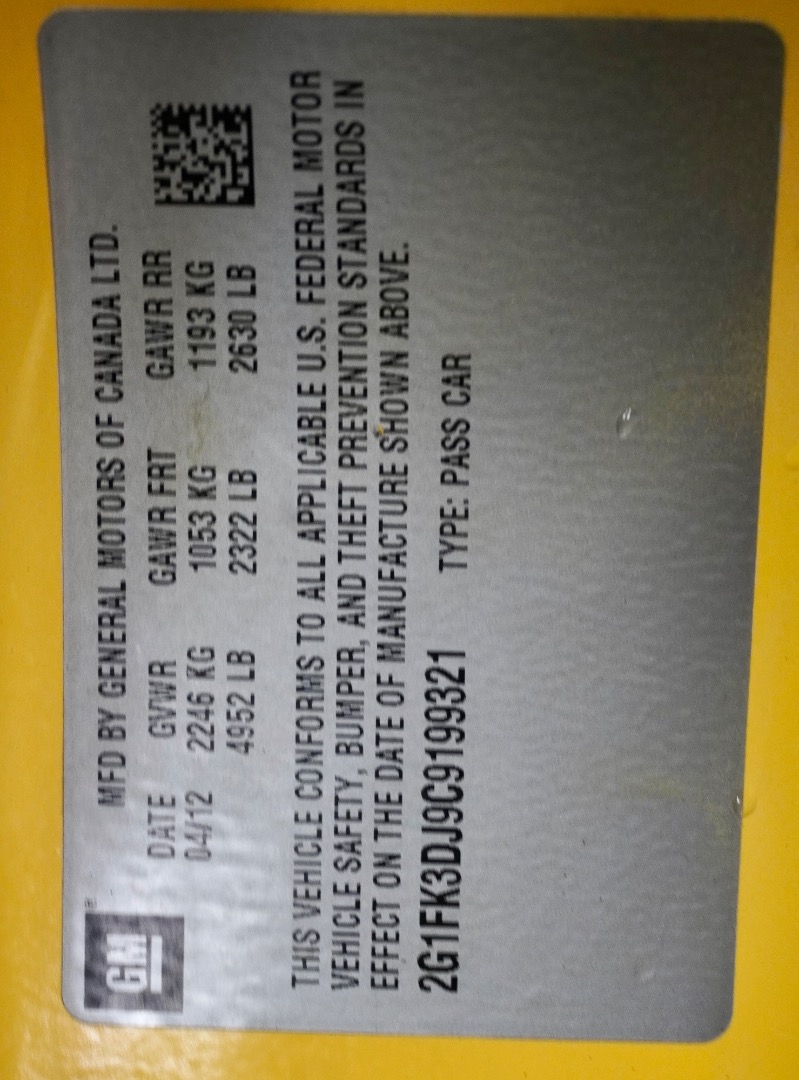 GM ®
MFD BY GENERAL MOTORS OF CANADA LTD.
DATE GVWR GAWR FRT GAWR RR
04/12 2246 KG 1053 KG 1193 KG
4952 LB 2322 LB 2630 LB
THIS VEHICLE CONFORMS TO ALL APPLICABLE U.S. FEDERAL MOTOR
VEHICLE SAFETY, BUMPER, AND THEFT PREVENTION STANDARDS IN
EFFECT ON THE DATE OF MANUFACTURE SHOWN ABOVE.
2G1FK3DJ9C9199321 TYPE: PASS CAR